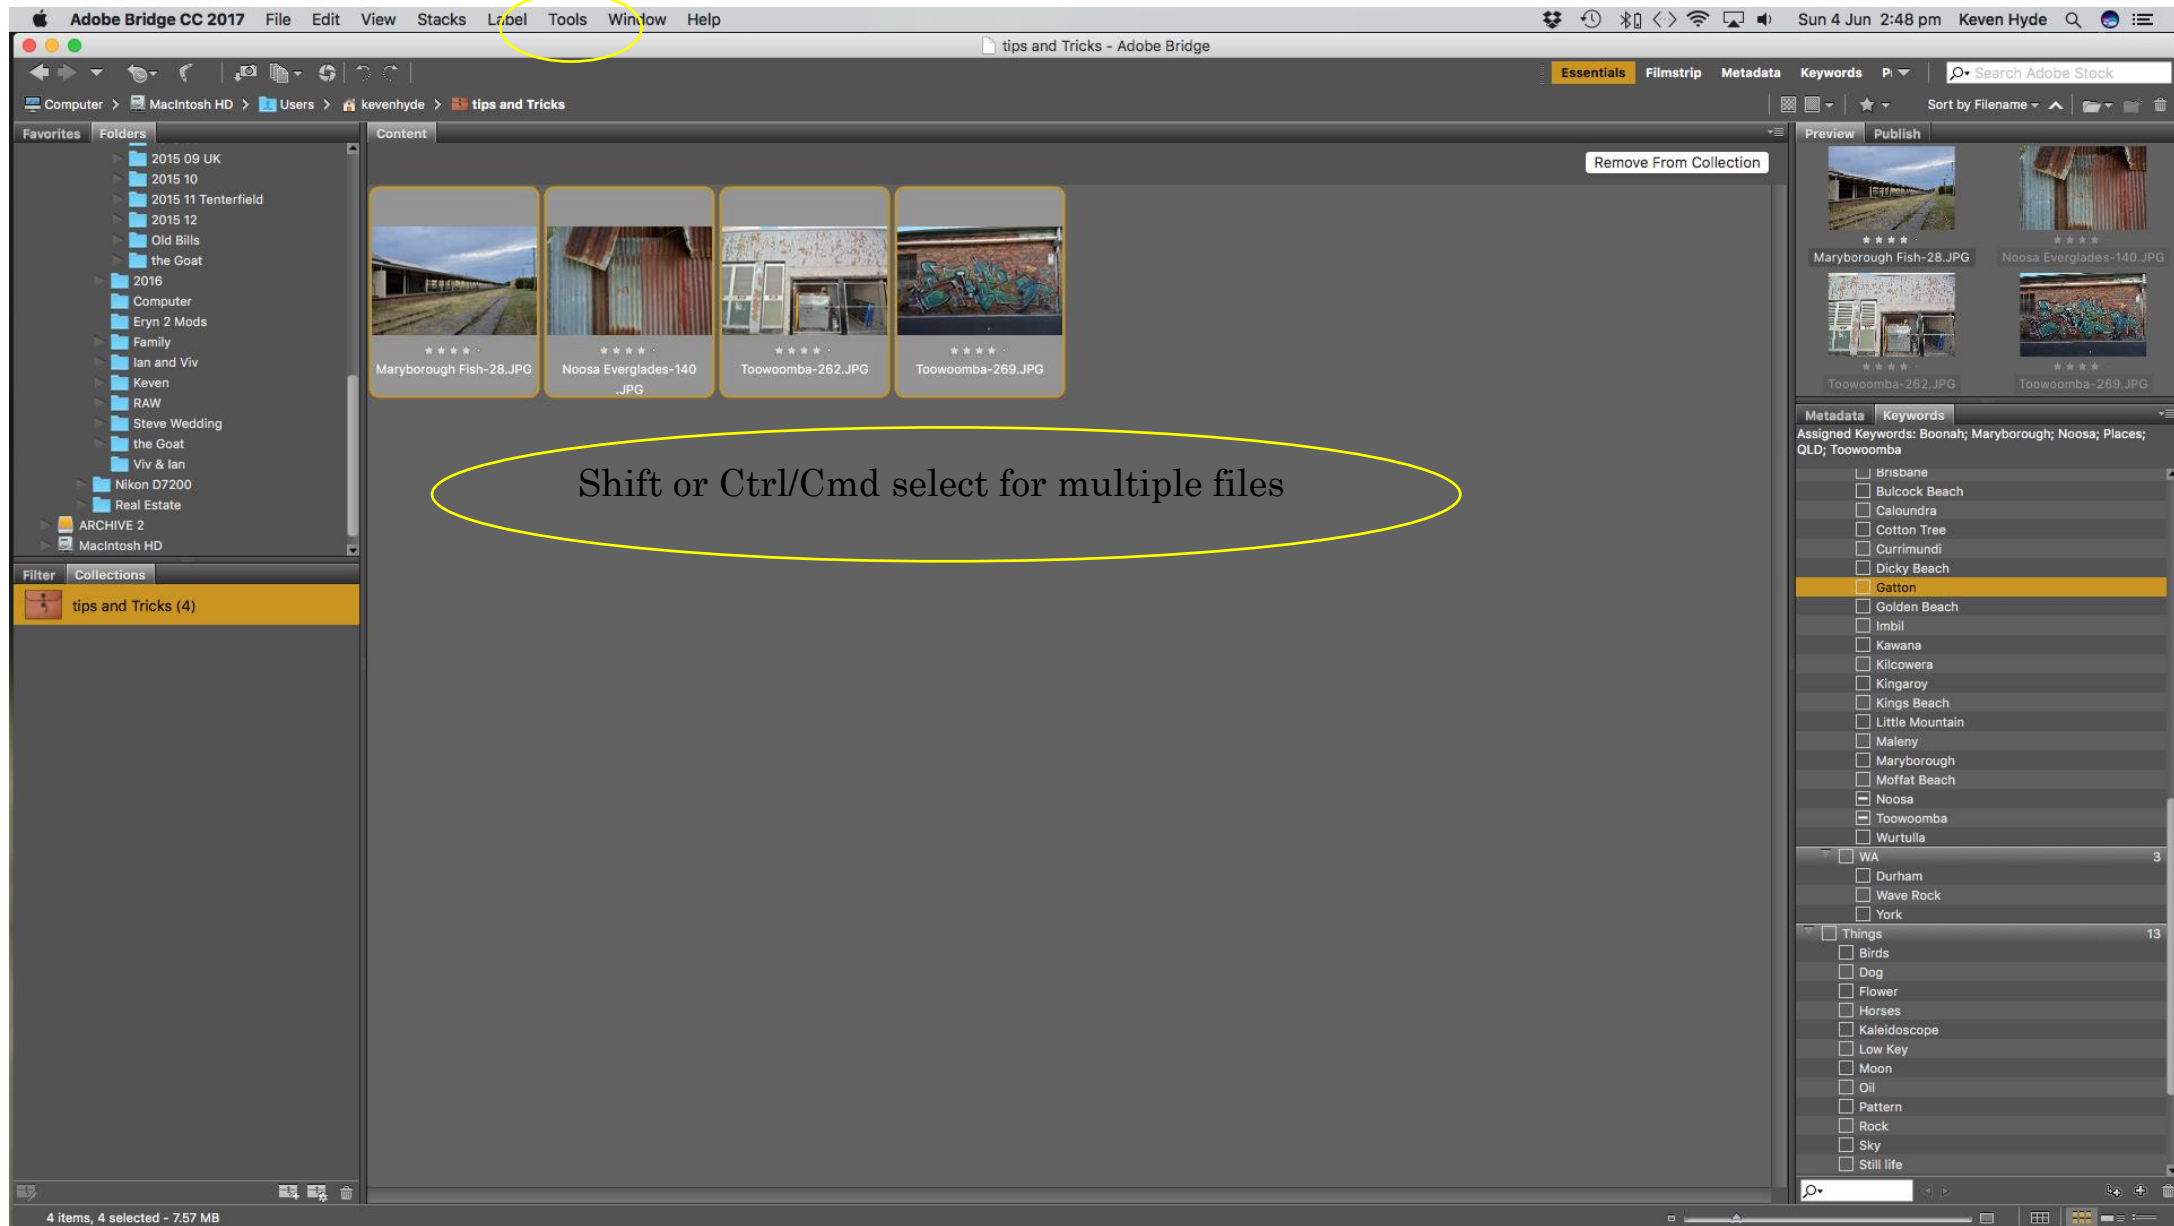 Adobe Bridge CC 2017 File Edit View Stacks Label Tools Window Help Sun 4 Jun 2:48 pm Keven Hyde
tips and Tricks - Adobe Bridge
Essentials Filmstrip Metadata Keywords Search Adobe Stock
Computer > MacIntosh HD > Users > kevenhyde > tips and Tricks
Sort by Filename
Favorites Folders
2015 09 UK
2015 10
2015 11 Tenterfield
2015 12
Old Bills
the Goat
2016
Computer
Eryn 2 Mods
Family
Ian and Viv
Keven
RAW
Steve Wedding
the Goat
Viv & Ian
Nikon D7200
Real Estate
ARCHIVE 2
MacIntosh HD
Filter Collections
tips and Tricks (4)
Content
Remove From Collection
Maryborough Fish-28.JPG
Noosa Everglades-140
.JPG
Toowoomba-262.JPG
Toowoomba-269.JPG
Shift or Ctrl/Cmd select for multiple files
Preview Publish
Maryborough Fish-28.JPG
Noosa Everglades-140.JPG
Toowoomba-262.JPG
Toowoomba-269.JPG
Metadata Keywords
Assigned Keywords: Boonah; Maryborough; Noosa; Places;
QLD; Toowoomba
Brisbane
Bulcock Beach
Caloundra
Cotton Tree
Currimundi
Dicky Beach
Gatton
Golden Beach
Imbil
Kawana
Kilcowera
Kingaroy
Kings Beach
Little Mountain
Maleny
Maryborough
Moffat Beach
Noosa
Toowoomba
Wurtulla
WA 3
Durham
Wave Rock
York
Things 13
Birds
Dog
Flower
Horses
Kaleidoscope
Low Key
Moon
Oil
Pattern
Rock
Sky
Still life
4 items, 4 selected - 7.57 MB